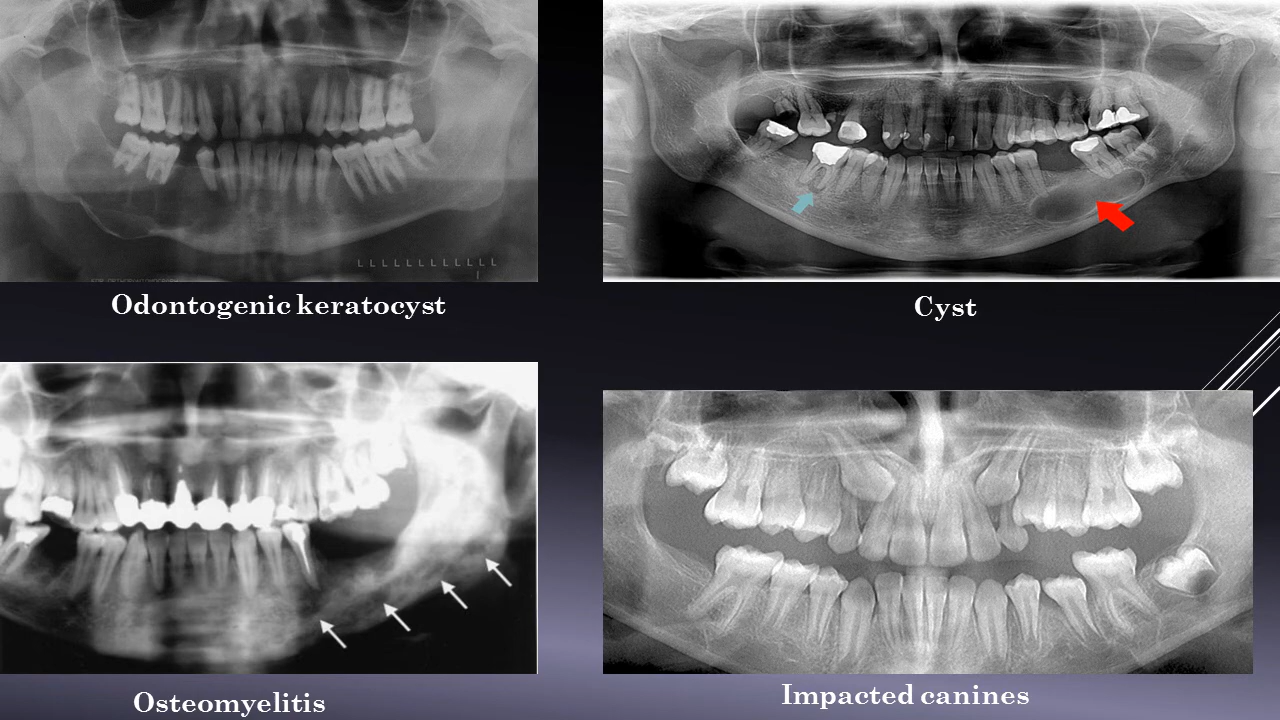 Odontogenic keratocyst
Cyst
Osteomyelitis
Impacted canines